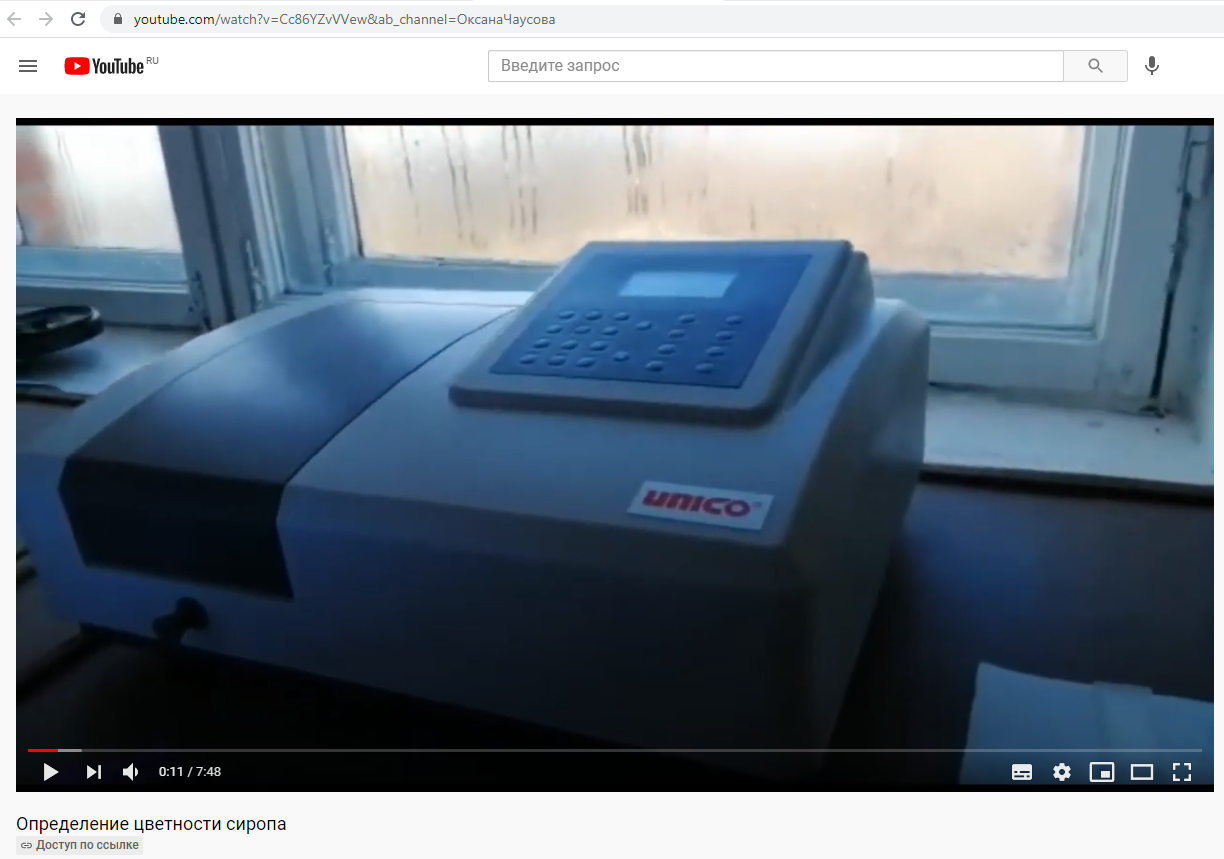 youtube.com/watch?v=Cc86YZvVVew&ab_channel=ОксанаЧаусова
YouTube RU
Введите запрос
UNICO®
0:11 / 7:48
Определение цветности сиропа
Доступ по ссылке